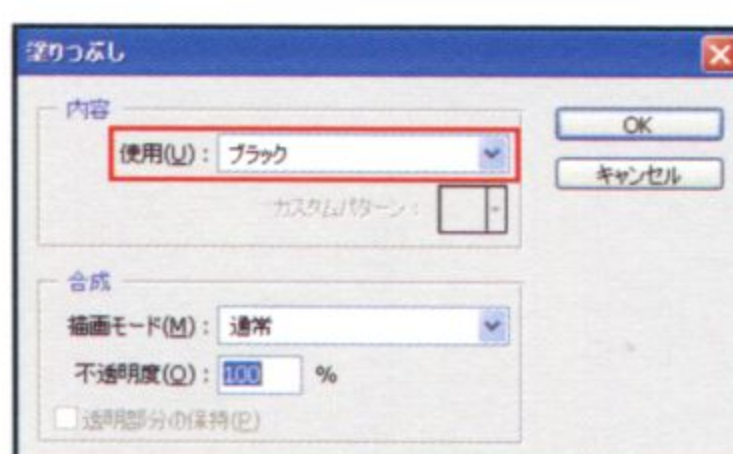 塗りつぶし
内容
使用(U): ブラック
カスタムパターン:
OK
キャンセル
合成
描画モード(M): 通常
不透明度(O): 100 %
透明部分の保持(P)